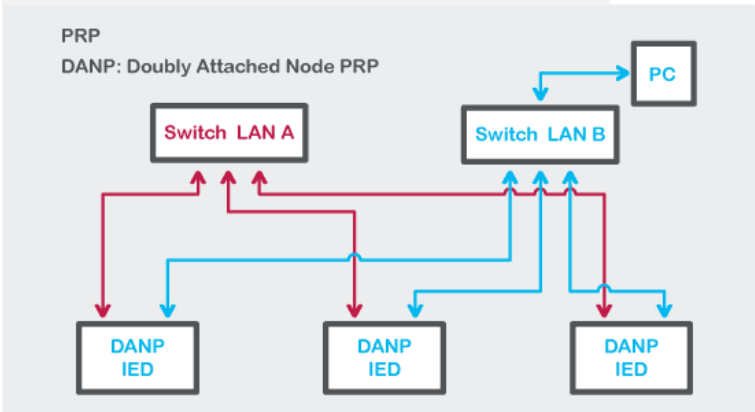 PRP
DANP: Doubly Attached Node PRP
PC
Switch LAN A
Switch LAN B
DANP
IED
DANP
IED
DANP
IED